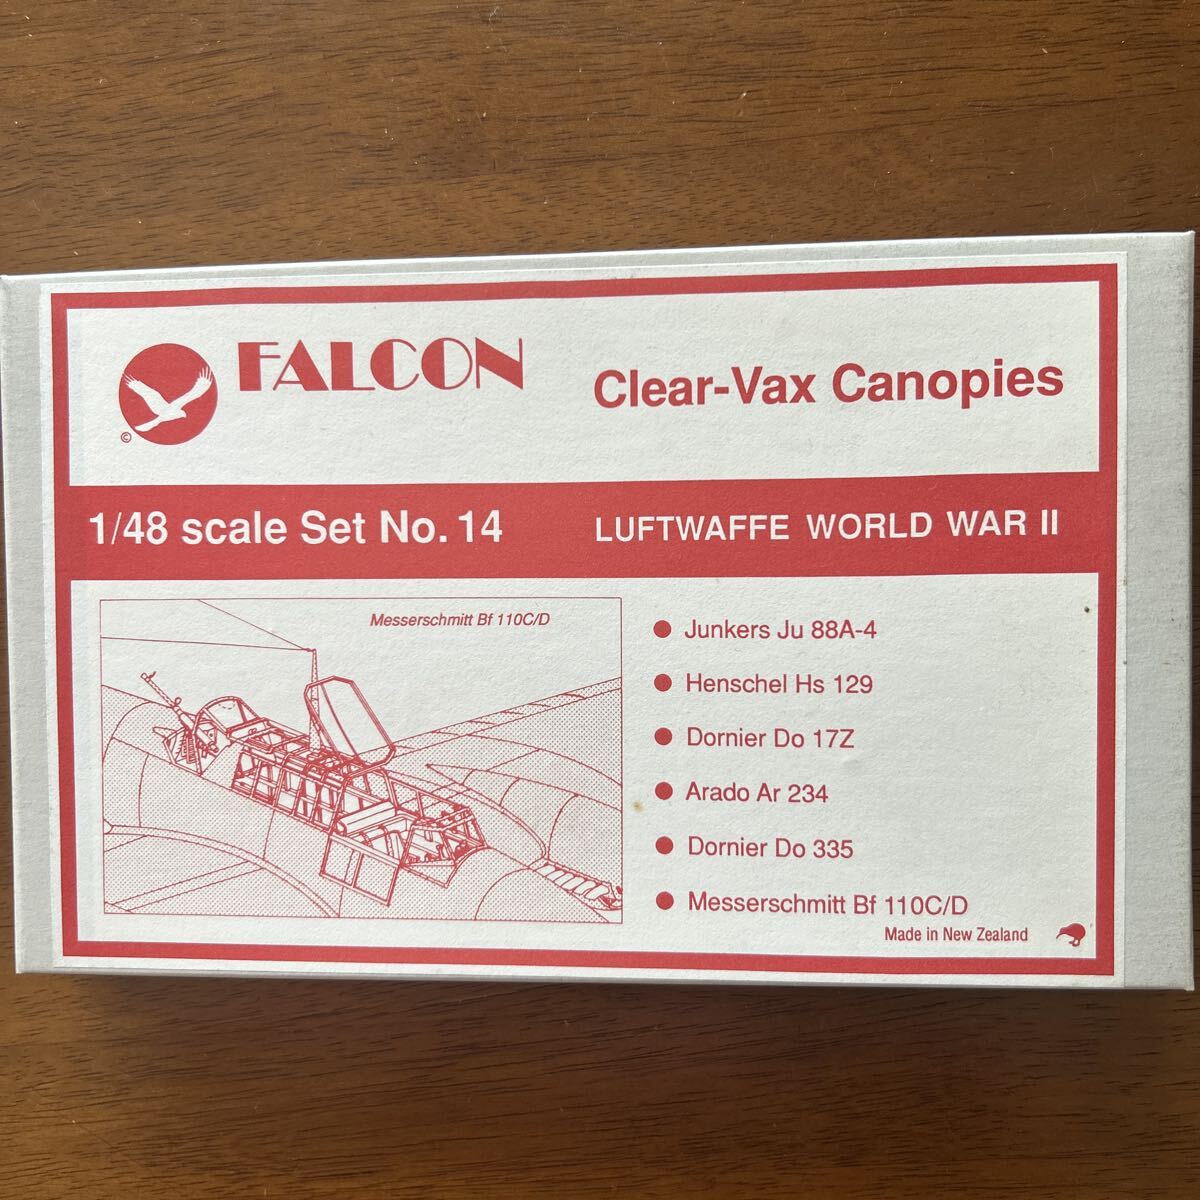 FALCON
©
Clear-Vax Canopies
1/48 scale Set No. 14
LUFTWAFFE WORLD WAR II
Messerschmitt Bf 110C/D
● Junkers Ju 88A-4
● Henschel Hs 129
● Dornier Do 17Z
● Arado Ar 234
● Dornier Do 335
● Messerschmitt Bf 110C/D
Made in New Zealand